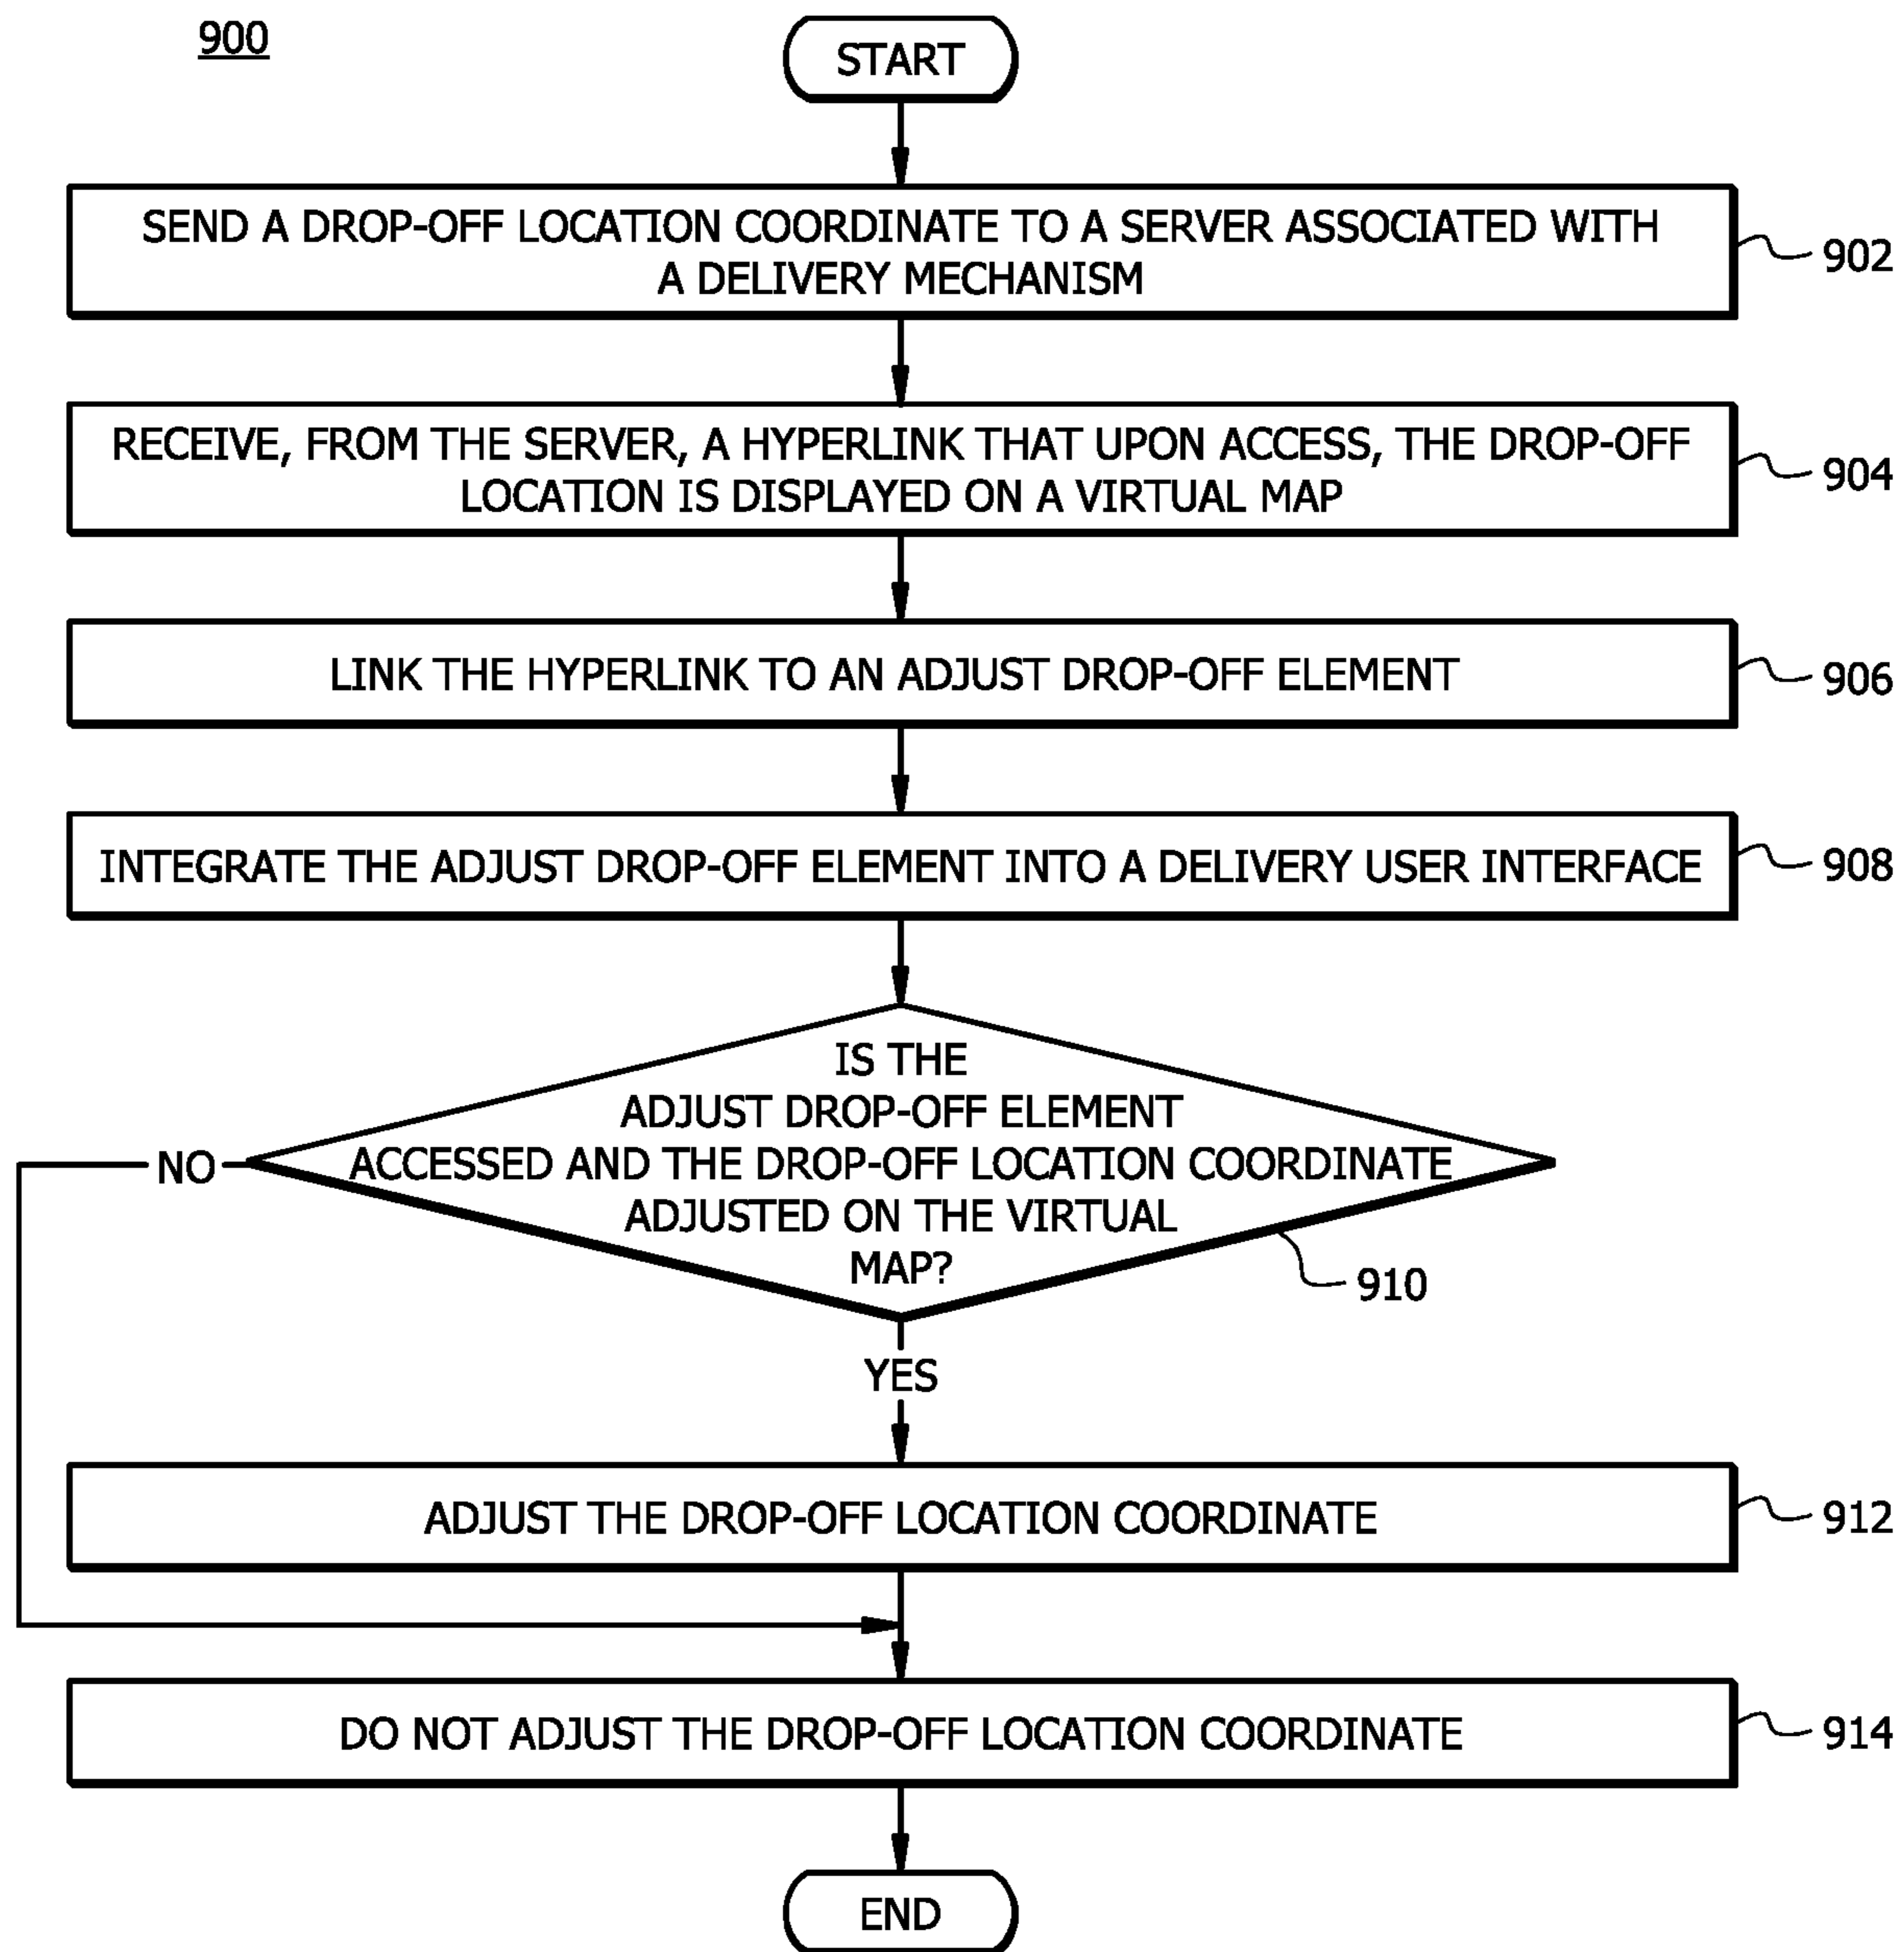 900
START
SEND A DROP-OFF LOCATION COORDINATE TO A SERVER ASSOCIATED WITH
A DELIVERY MECHANISM
902
RECEIVE, FROM THE SERVER, A HYPERLINK THAT UPON ACCESS, THE DROP-OFF
LOCATION IS DISPLAYED ON A VIRTUAL MAP
904
LINK THE HYPERLINK TO AN ADJUST DROP-OFF ELEMENT
906
INTEGRATE THE ADJUST DROP-OFF ELEMENT INTO A DELIVERY USER INTERFACE
908
IS THE
ADJUST DROP-OFF ELEMENT
ACCESSED AND THE DROP-OFF LOCATION COORDINATE
ADJUSTED ON THE VIRTUAL
MAP?
910
NO
YES
ADJUST THE DROP-OFF LOCATION COORDINATE
912
DO NOT ADJUST THE DROP-OFF LOCATION COORDINATE
914
END